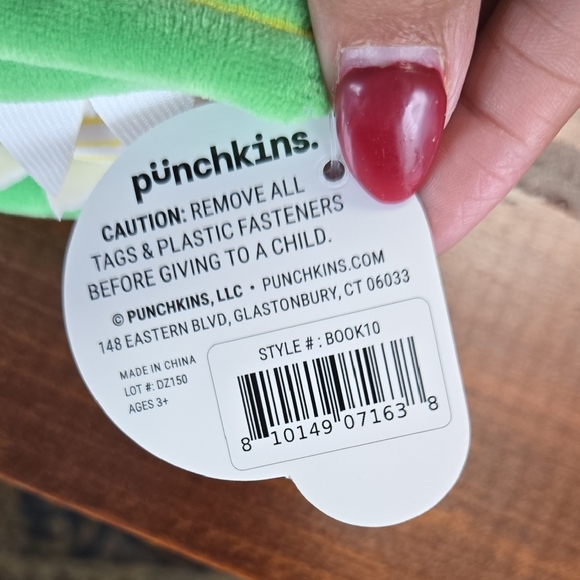 pünchkins.
CAUTION: REMOVE ALL
TAGS & PLASTIC FASTENERS
BEFORE GIVING TO A CHILD.
© PUNCHKINS, LLC • PUNCHKINS.COM
148 EASTERN BLVD, GLASTONBURY, CT 06033
MADE IN CHINA
LOT #: DZ150
AGES 3+
STYLE # : BOOK10
8 10149 07163 8